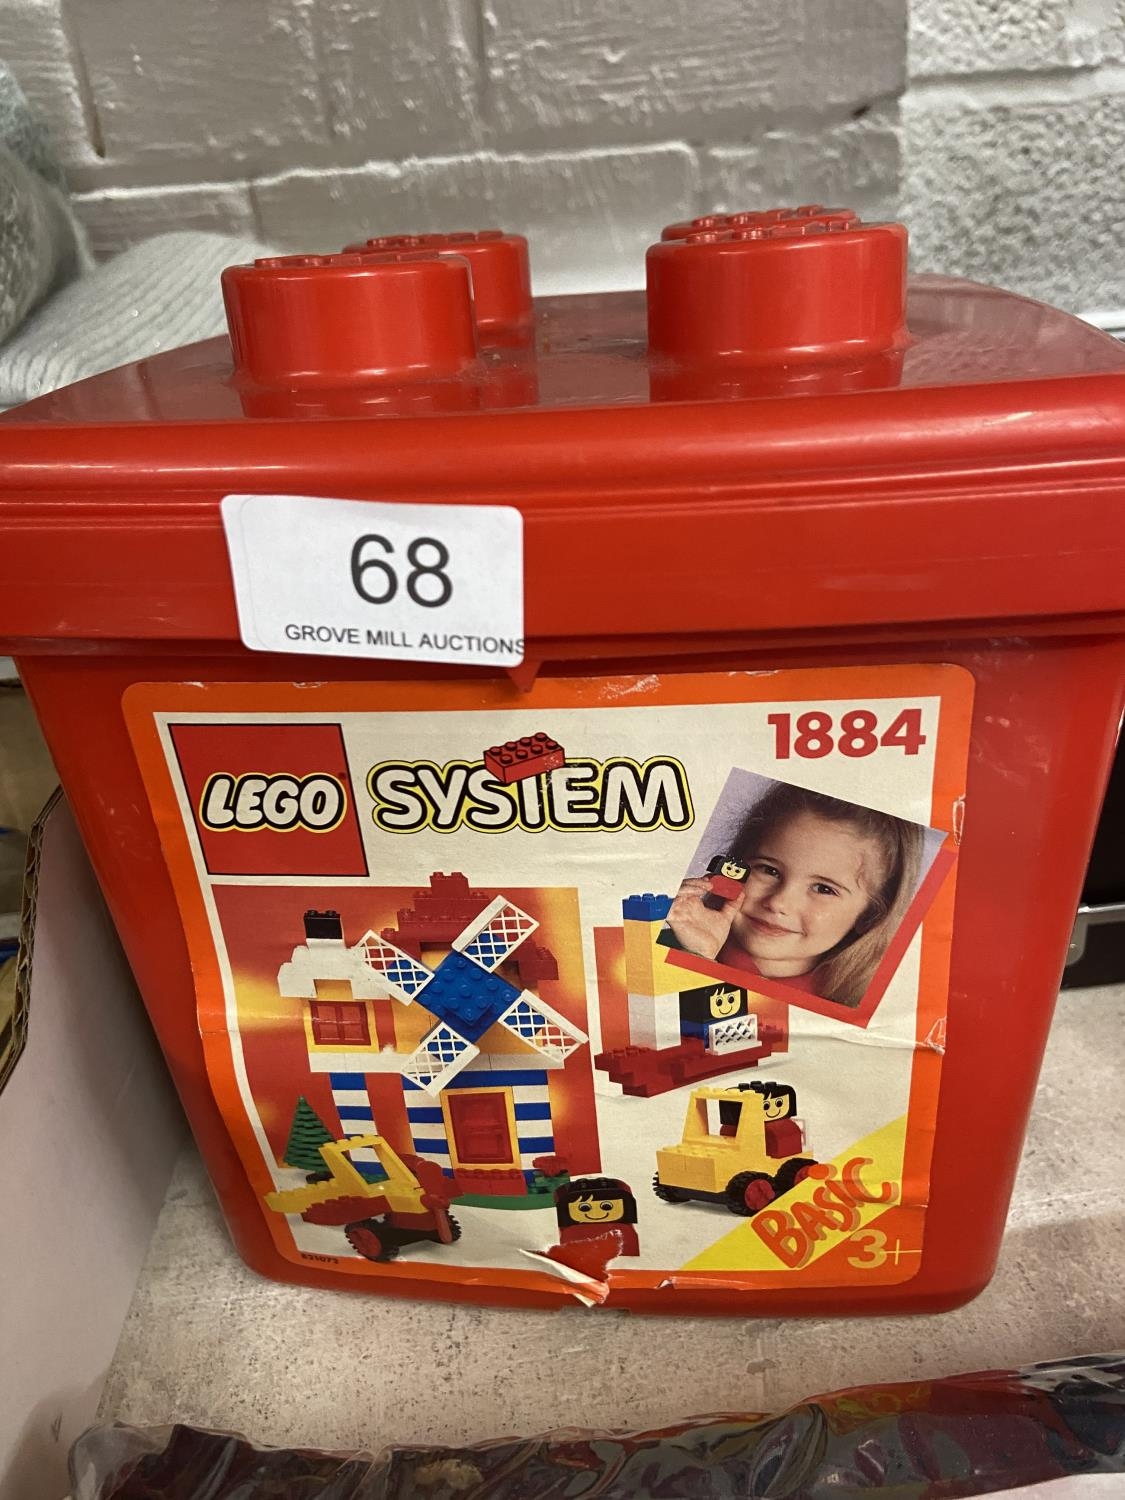 68
GROVE MILL AUCTIONS
1884
LEGO SYSTEM
BASIC
3+